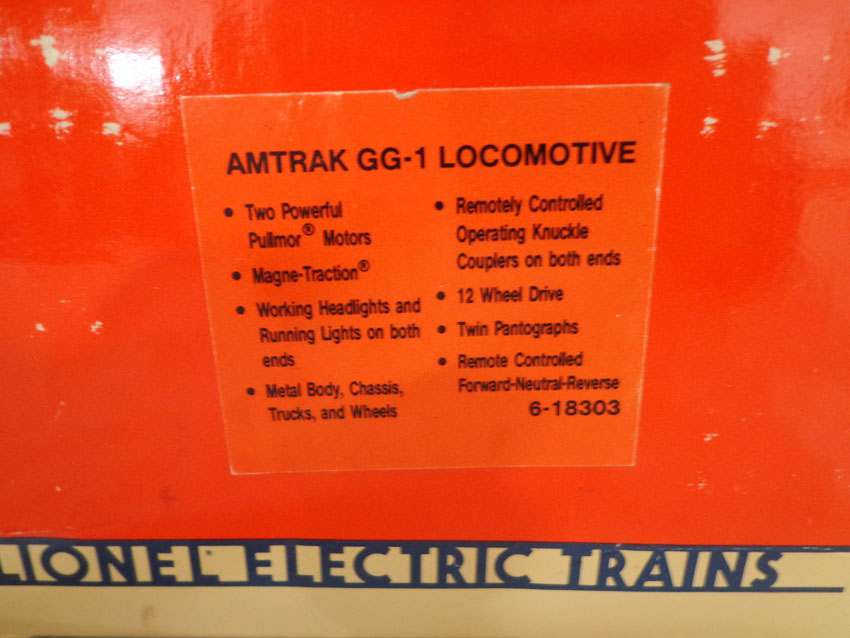 AMTRAK GG-1 LOCOMOTIVE
• Two Powerful
Pullmor® Motors
• Magne-Traction®
• Working Headlights and
Running Lights on both
ends
• Metal Body, Chassis,
Trucks, and Wheels
• Remotely Controlled
Operating Knuckle
Couplers on both ends
• 12 Wheel Drive
• Twin Pantographs
• Remote Controlled
Forward-Neutral-Reverse
6-18303
LIONEL ELECTRIC TRAINS